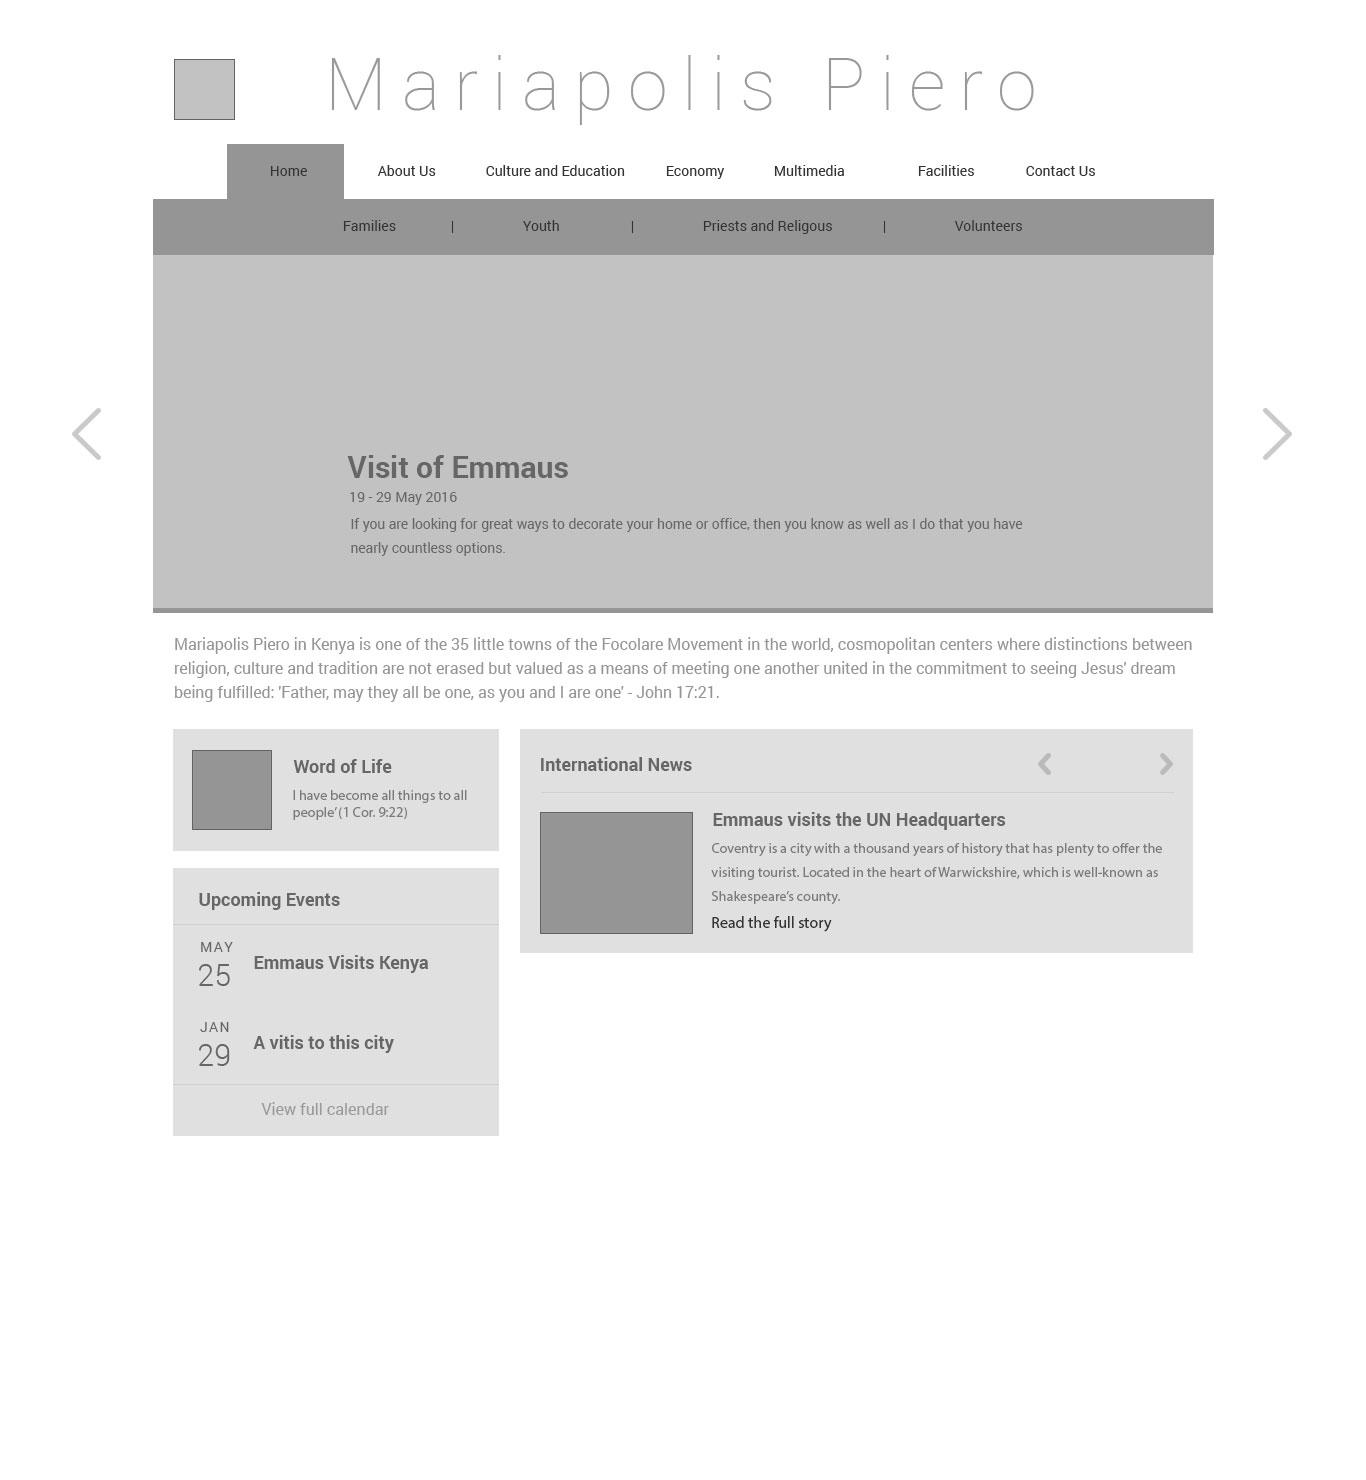 Mariapolis Piero
Home About Us Culture and Education Economy Multimedia Facilities Contact Us
Families | Youth | Priests and Religous | Volunteers
Visit of Emmaus
19 - 29 May 2016
If you are looking for great ways to decorate your home or office, then you know as well as I do that you have
nearly countless options.
Mariapolis Piero in Kenya is one of the 35 little towns of the Focolare Movement in the world, cosmopolitan centers where distinctions between
religion, culture and tradition are not erased but valued as a means of meeting one another united in the commitment to seeing Jesus' dream
being fulfilled: 'Father, may they all be one, as you and I are one' - John 17:21.
Word of Life
I have become all things to all
people’(1 Cor. 9:22)
Upcoming Events
MAY
25
Emmaus Visits Kenya
JAN
29
A vitis to this city
View full calendar
International News
Emmaus visits the UN Headquarters
Coventry is a city with a thousand years of history that has plenty to offer the
visiting tourist. Located in the heart of Warwickshire, which is well-known as
Shakespeare’s county.
Read the full story